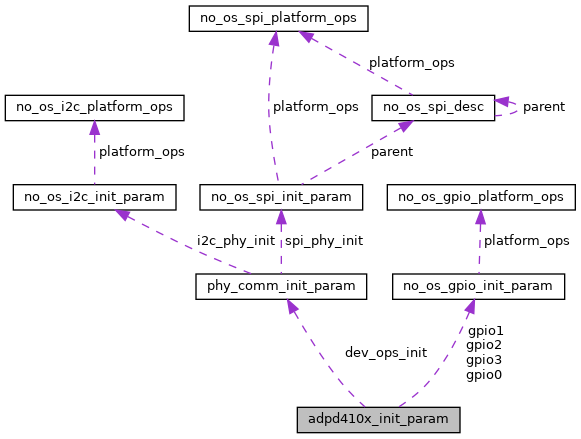 no_os_spi_platform_ops
platform_ops
no_os_i2c_platform_ops
platform_ops
no_os_spi_desc
parent
platform_ops
parent
no_os_i2c_init_param
no_os_spi_init_param
no_os_gpio_platform_ops
i2c_phy_init
spi_phy_init
platform_ops
phy_comm_init_param
no_os_gpio_init_param
dev_ops_init
gpio1
gpio2
gpio3
gpio0
adpd410x_init_param